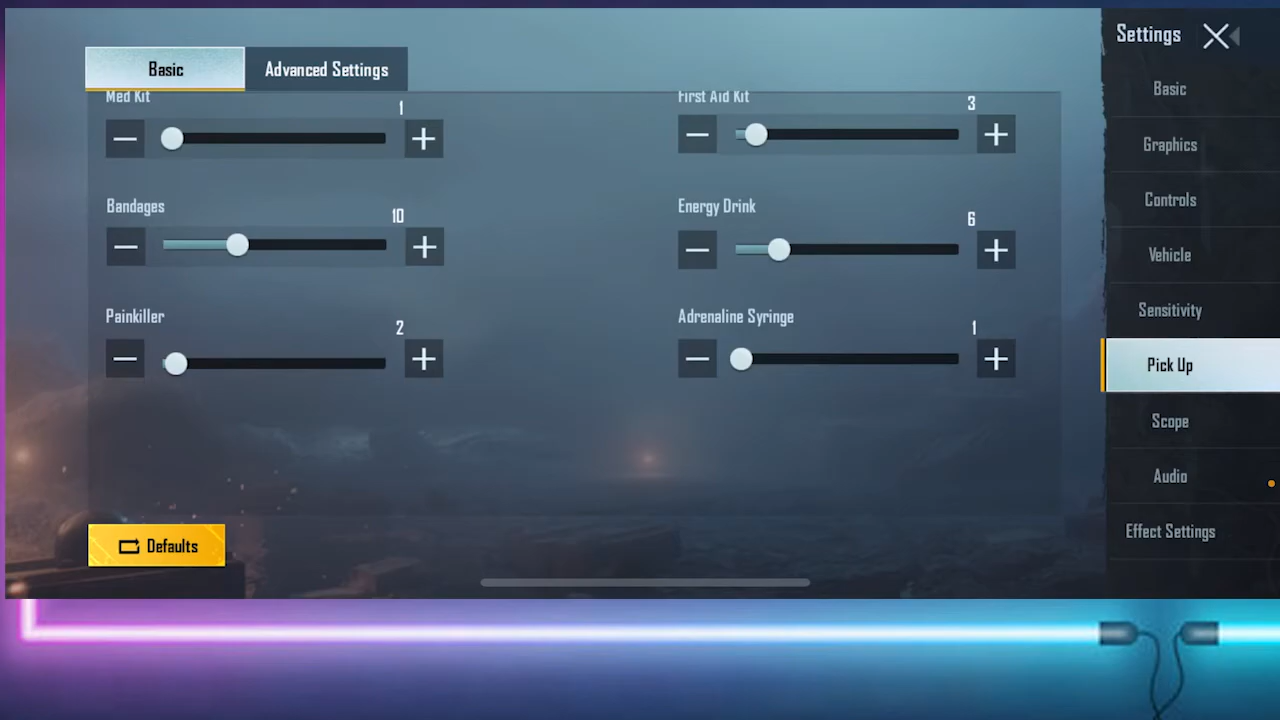 Settings
Basic
Advanced Settings
Med Kit
1
First Aid Kit
3
Bandages
10
Energy Drink
6
Painkiller
2
Adrenaline Syringe
1
Defaults
Basic
Graphics
Controls
Vehicle
Sensitivity
Pick Up
Scope
Audio
Effect Settings